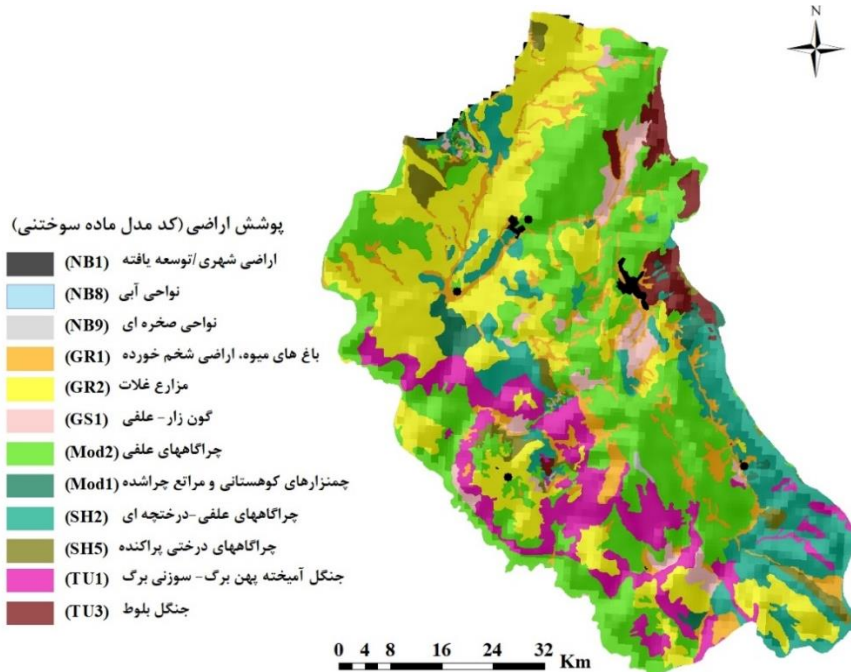 N
پوشش اراضی (کد مدل ماده سوختنی)
اراضی شهری/توسعه یافته (NB1)
نواحی آبی (NB8)
نواحی صخره ای (NB9)
باغ های میوه، اراضی شخم خورده (GR1)
مزارع غلات (GR2)
گون زار- علفی (GS1)
چراگاههای علفی (Mod2)
چمنزارهای کوهستانی و مراتع چراشده (Mod1)
چراگاههای علفی-درختچه ای (SH2)
چراگاههای درختی پراکنده (SH5)
جنگل آمیخته پهن برگ- سوزنی برگ (TU1)
جنگل بلوط (TU3)
0 4 8 16 24 32 Km